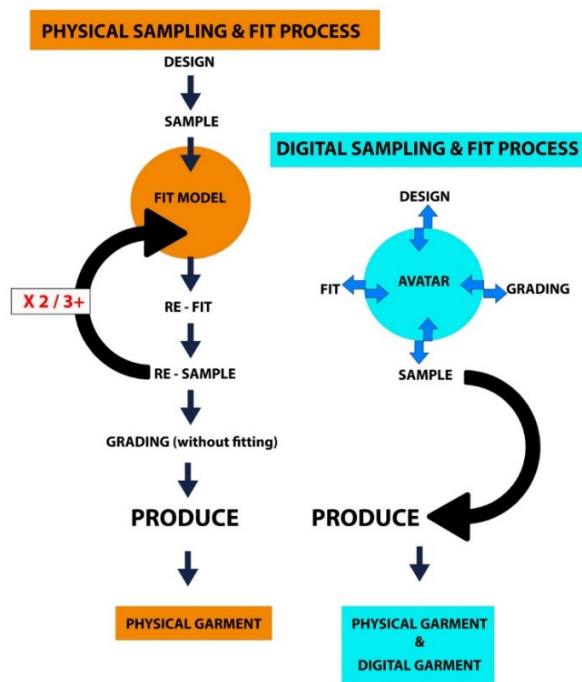 PHYSICAL SAMPLING & FIT PROCESS
DESIGN
SAMPLE
FIT MODEL
X 2 / 3+
RE - FIT
RE - SAMPLE
GRADING (without fitting)
PRODUCE
PHYSICAL GARMENT
DIGITAL SAMPLING & FIT PROCESS
DESIGN
FIT
AVATAR
GRADING
SAMPLE
PRODUCE
PHYSICAL GARMENT
&
DIGITAL GARMENT